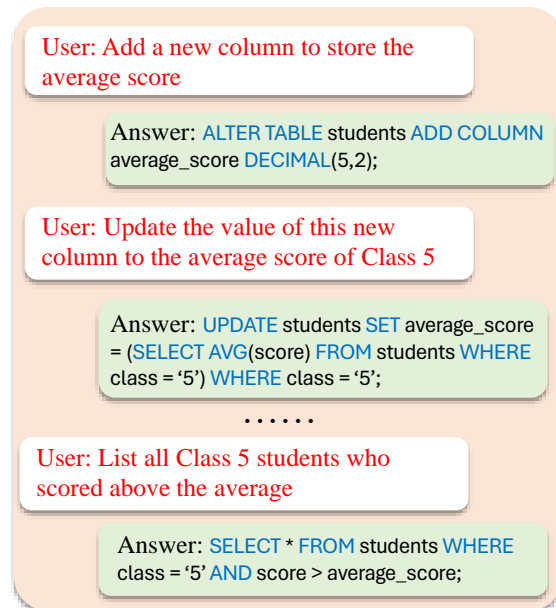 User: Add a new column to store the
average score
Answer: ALTER TABLE students ADD COLUMN
average_score DECIMAL(5,2);
User: Update the value of this new
column to the average score of Class 5
Answer: UPDATE students SET average_score
= (SELECT AVG(score) FROM students WHERE
class = ‘5’) WHERE class = ‘5’;
......
User: List all Class 5 students who
scored above the average
Answer: SELECT * FROM students WHERE
class = ‘5’ AND score > average_score;